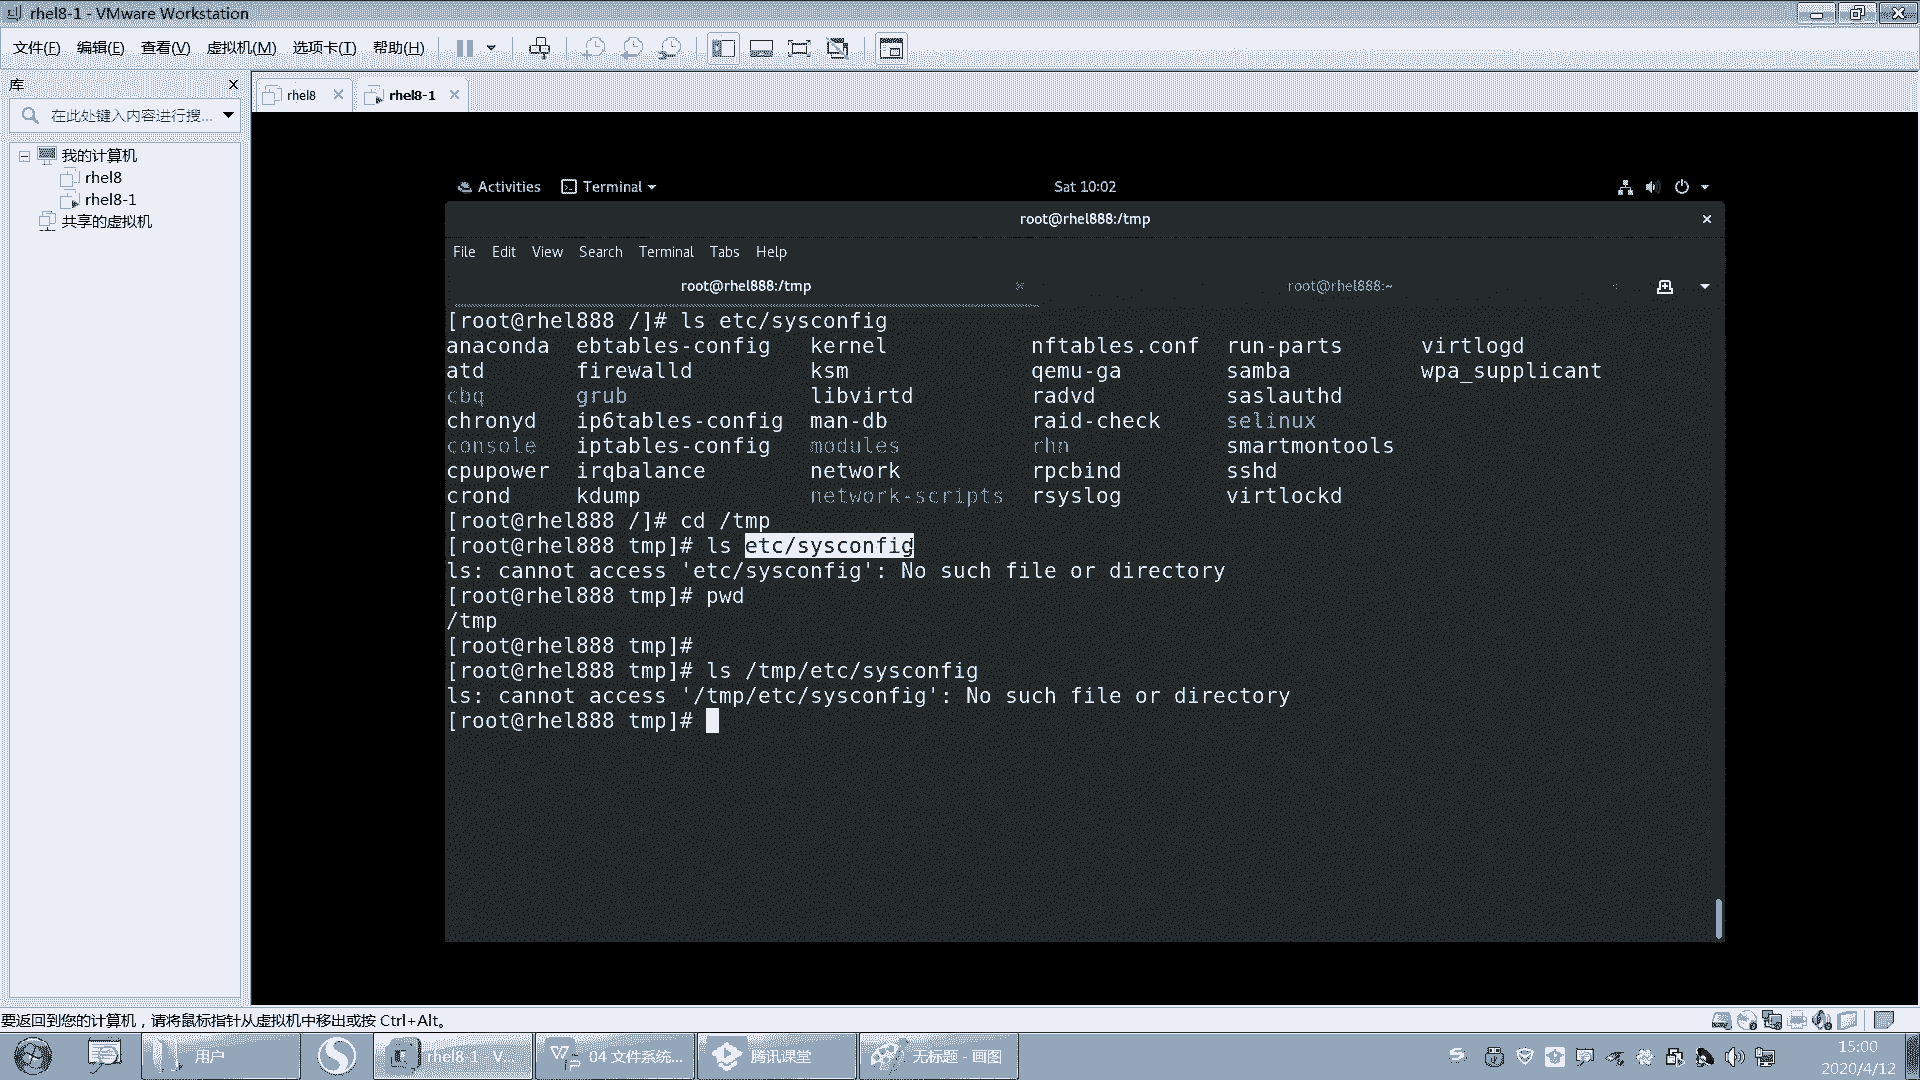 rhel8-1 - VMware Workstation
文件(F) 编辑(E) 查看(V) 虚拟机(M) 选项卡(T) 帮助(H)
库
在此处键入内容进行搜...
我的计算机
rhel8
rhel8-1
共享的虚拟机
rhel8 rhel8-1
Activities Terminal Sat 10:02
root@rhel888:/tmp
File Edit View Search Terminal Tabs Help
root@rhel888:/tmp root@rhel888:~
[root@rhel888 /]# ls etc/sysconfig
anaconda ebtables-config kernel nftables.conf run-parts virtlogd
atd firewalld ksm qemu-ga samba wpa_supplicant
cbq grub libvirtd radvd saslauthd
chronyd ip6tables-config man-db raid-check selinux
console iptables-config modules rhn smartmontools
cpupower irqbalance network rpcbind sshd
crond kdump network-scripts rsyslog virtlockd
[root@rhel888 /]# cd /tmp
[root@rhel888 tmp]# ls etc/sysconfig
ls: cannot access 'etc/sysconfig': No such file or directory
[root@rhel888 tmp]# pwd
/tmp
[root@rhel888 tmp]#
[root@rhel888 tmp]# ls /tmp/etc/sysconfig
ls: cannot access '/tmp/etc/sysconfig': No such file or directory
[root@rhel888 tmp]#
要返回到您的计算机，请将鼠标指针从虚拟机中移出或按 Ctrl+Alt。
用户 rhel8-1 - V... 04 文件系统... 腾讯课堂 无标题 - 画图
15:00
2020/4/12